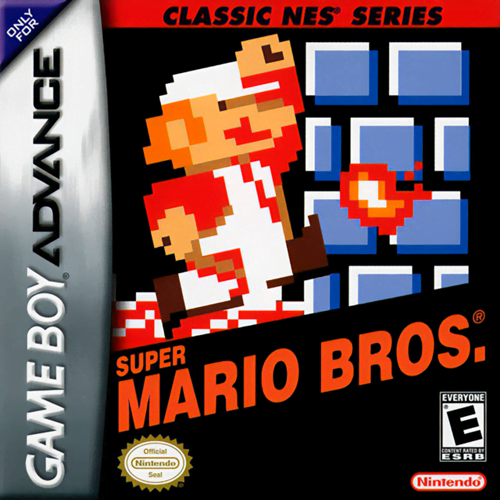 ONLY
FOR
CLASSIC NES® SERIES
GAME BOY® ADVANCE
SUPER
MARIO BROS.®
Official
Nintendo
Seal
EVERYONE
E
CONTENT RATED BY
ESRB
Nintendo®